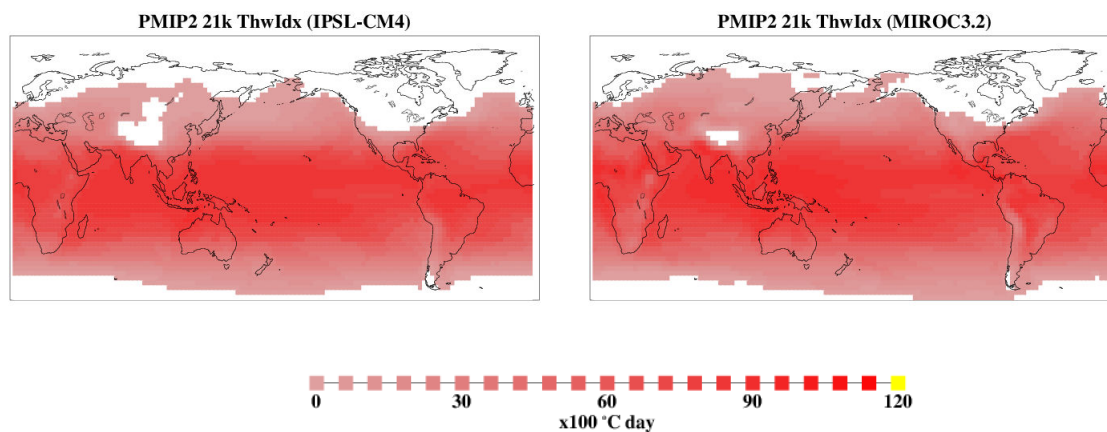 PMIP2 21k ThwIdx (IPSL-CM4)
PMIP2 21k ThwIdx (MIROC3.2)
0 30 60 90 120
x100 °C day